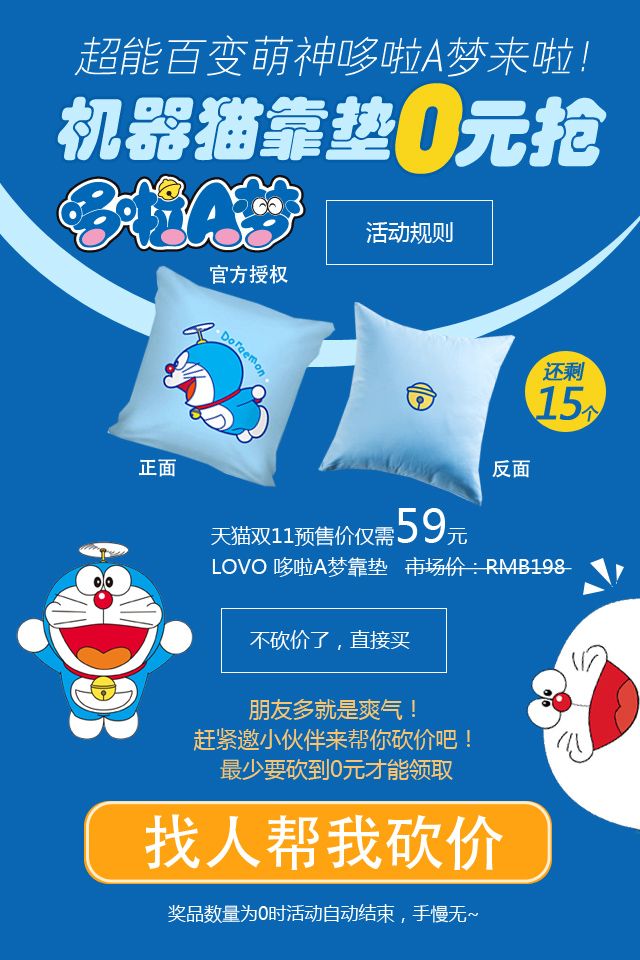 超能百变萌神哆啦A梦来啦！
机器猫靠垫0元抢
哆啦A梦
活动规则
官方授权
Doraemon
还剩
15个
正面
反面
天猫双11预售价仅需59元
LOVO 哆啦A梦靠垫 市场价：RMB198
不砍价了，直接买
朋友多就是爽气！
赶紧邀小伙伴来帮你砍价吧！
最少要砍到0元才能领取
找人帮我砍价
奖品数量为0时活动自动结束，手慢无~